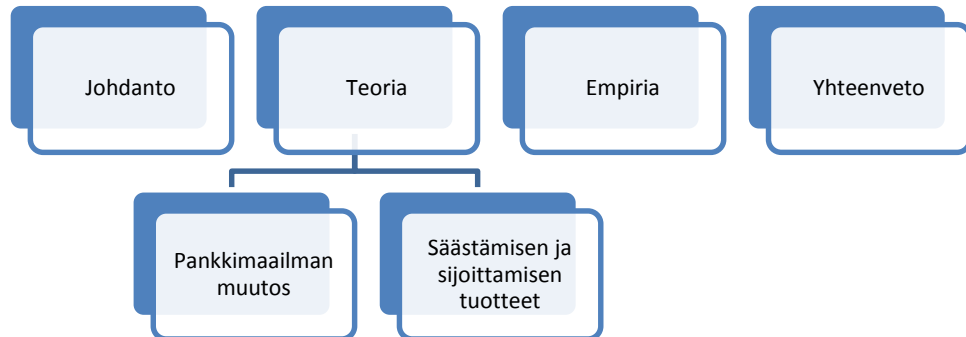 Johdanto
Teoria
Empiria
Yhteenveto
Pankkimaailman
muutos
Säästämisen ja
sijoittamisen
tuotteet